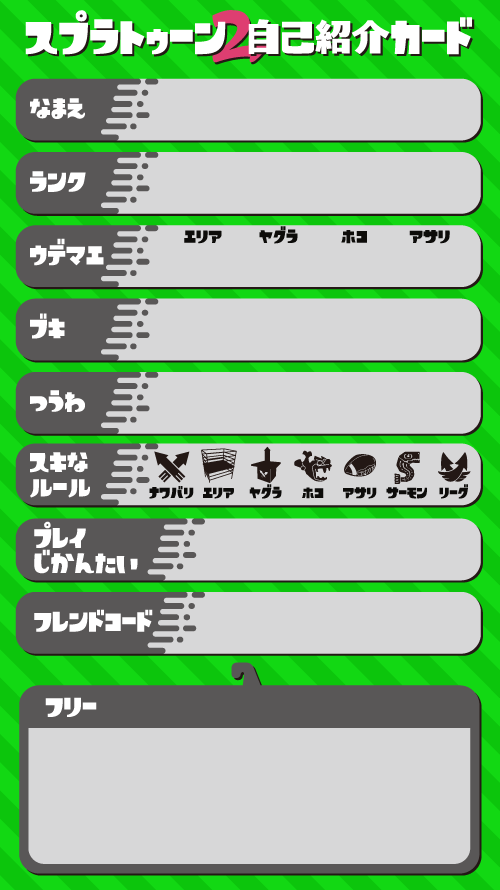 スプラトゥーン2自己紹介カード
なまえ
ランク
ウデマエ
エリア ヤグラ ホコ アサリ
ブキ
つうわ
スキな
ルール
ナワバリ エリア ヤグラ ホコ アサリ サーモン リーグ
プレイ
じかんたい
フレンドコード
フリー